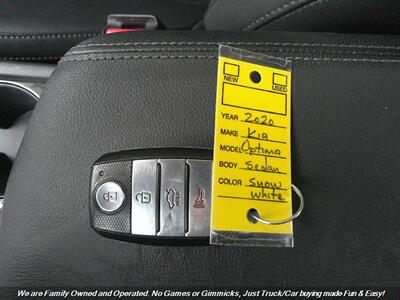 NEW
USED
YEAR 2020
MAKE Kia
MODEL Optima
BODY Sedan
COLOR Snow
White
We are Family Owned and Operated. No Games or Gimmicks, Just Truck/Car buying made Fun & Easy!